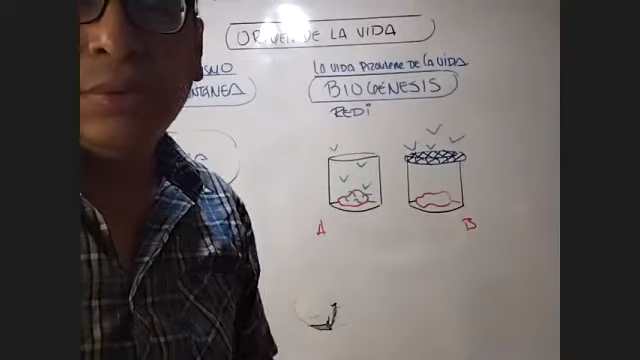 ORIGEN DE LA VIDA
LA VIDA PROVIENE DE LA VIDA
BIOGÉNESIS
REDI
A
B